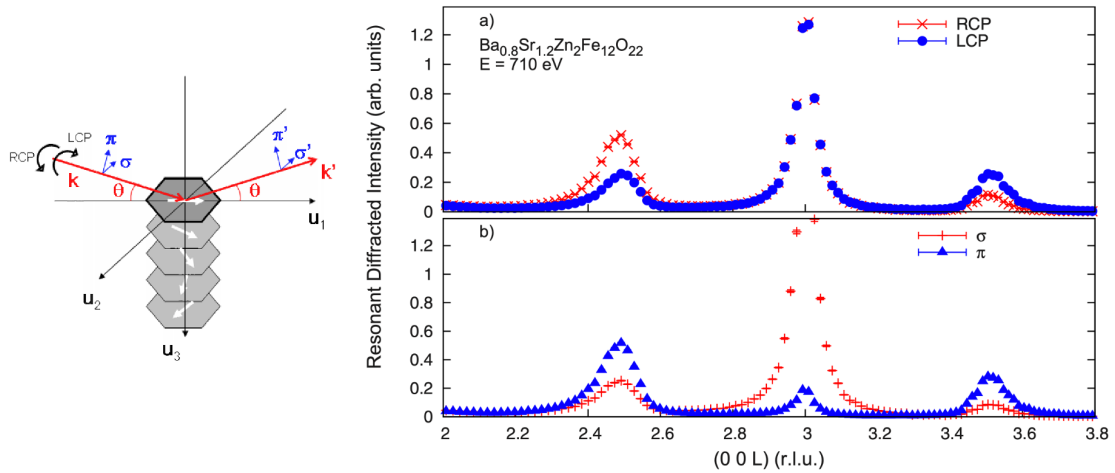 RCP
LCP
π
σ
k
θ
π'
σ'
k'
θ
u1
u2
u3
Resonant Diffracted Intensity (arb. units)
a)
Ba0.8Sr1.2Zn2Fe12O22
E = 710 eV
RCP
LCP
1.2
1
0.8
0.6
0.4
0.2
0
b)
σ
π
1.2
1
0.8
0.6
0.4
0.2
0
2 2.2 2.4 2.6 2.8 3 3.2 3.4 3.6 3.8
(0 0 L) (r.l.u.)